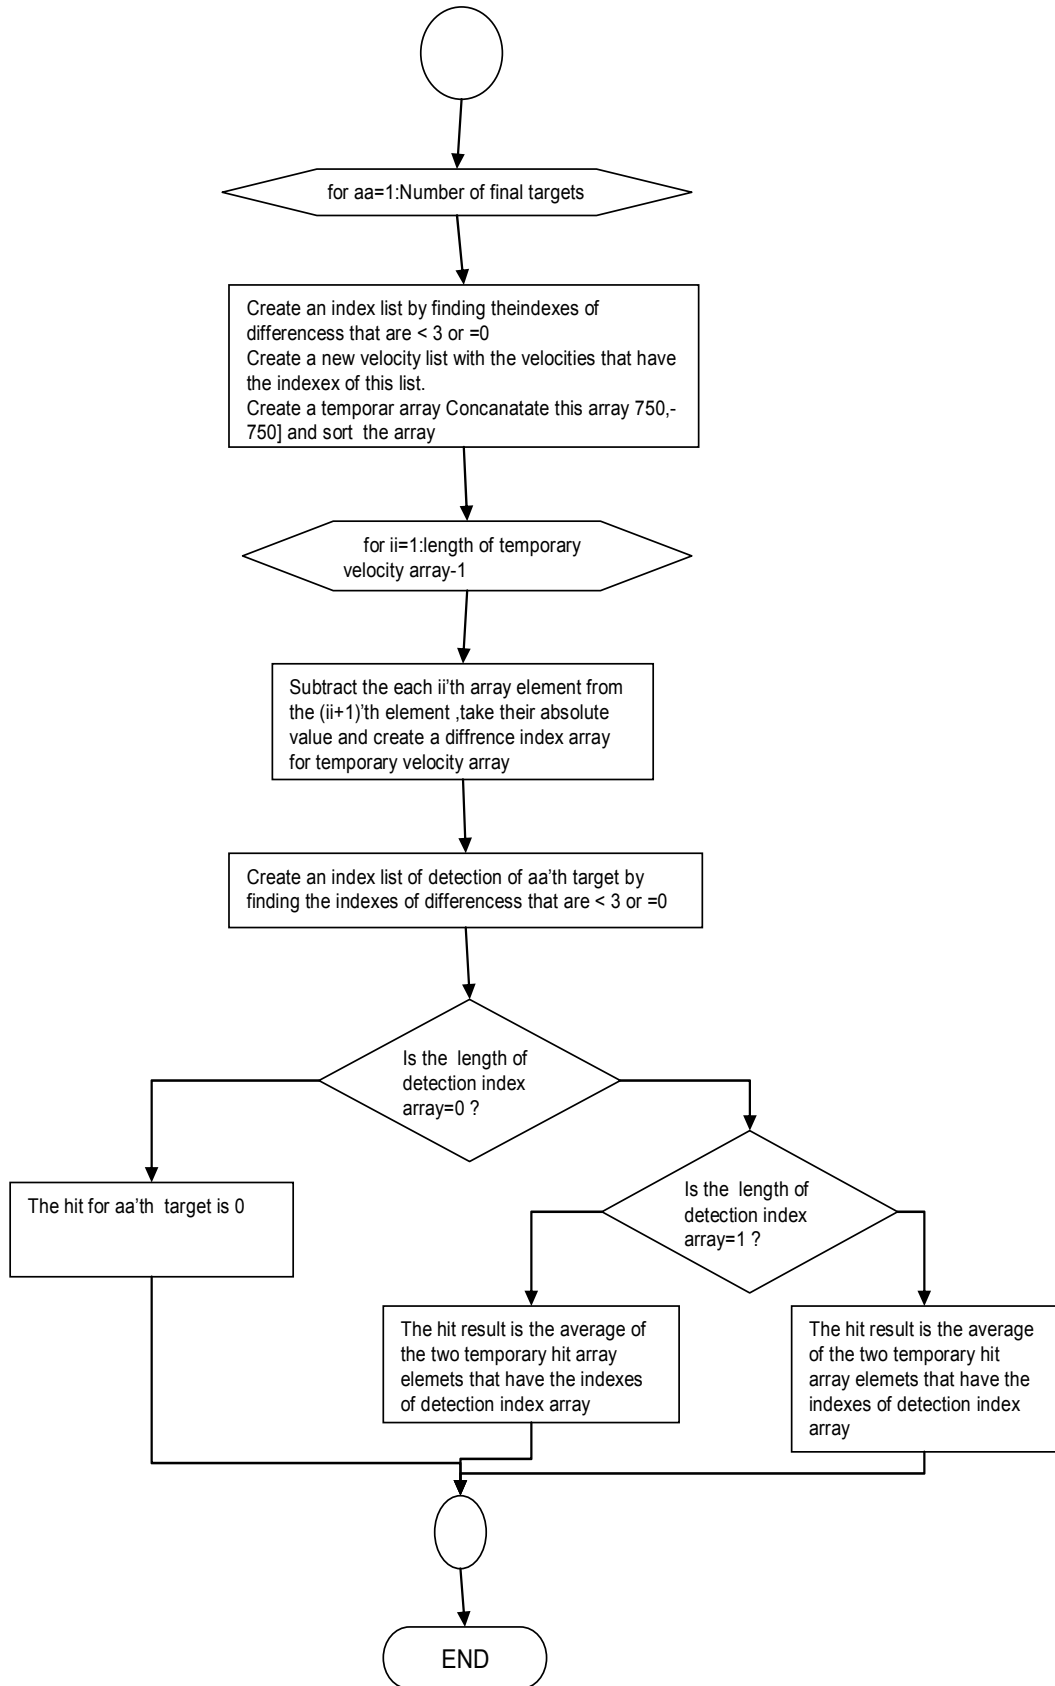 for aa=1:Number of final targets
Create an index list by finding theindexes of
differencess that are < 3 or =0
Create a new velocity list with the velocities that have
the indexex of this list.
Create a temporar array Concanatate this array 750,-
750] and sort the array
for ii=1:length of temporary
velocity array-1
Subtract the each ii'th array element from
the (ii+1)'th element ,take their absolute
value and create a diffrence index array
for temporary velocity array
Create an index list of detection of aa'th target by
finding the indexes of differencess that are < 3 or =0
Is the length of
detection index
array=0 ?
The hit for aa'th target is 0
Is the length of
detection index
array=1 ?
The hit result is the average of
the two temporary hit array
elemets that have the indexes
of detection index array
The hit result is the average
of the two temporary hit
array elemets that have the
indexes of detection index
array
END